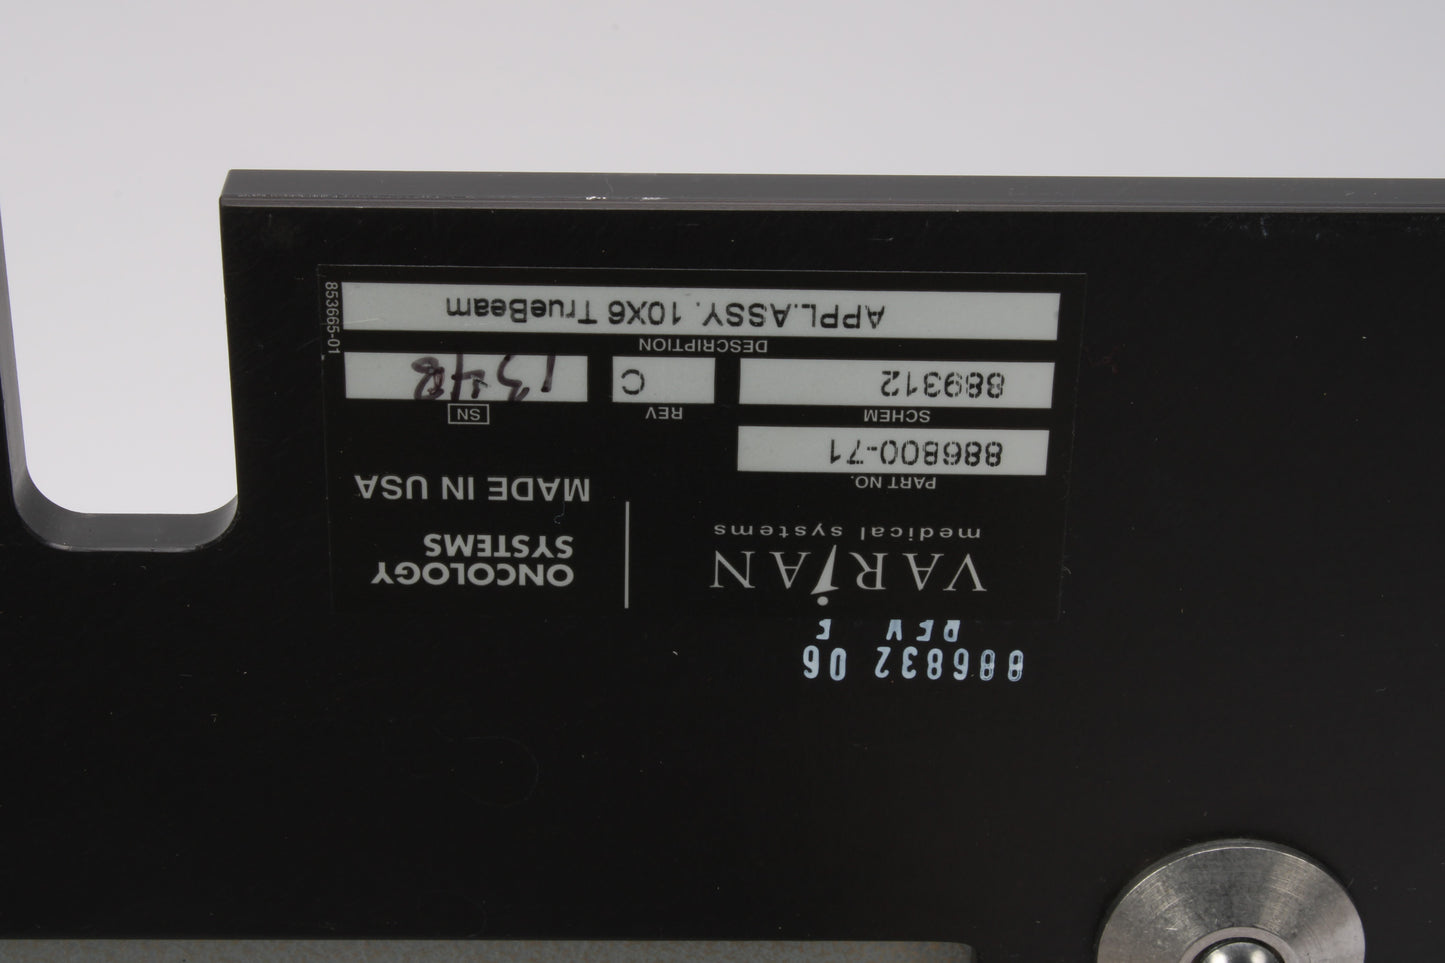 886832 06
REV
VARIAN
medical systems
ONCOLOGY
SYSTEMS
MADE IN USA
PART NO.
886800-71
SCHEM
889312
REV
C
SN
1348
DESCRIPTION
APPL.ASSY. 10X6 TrueBeam
853665-01